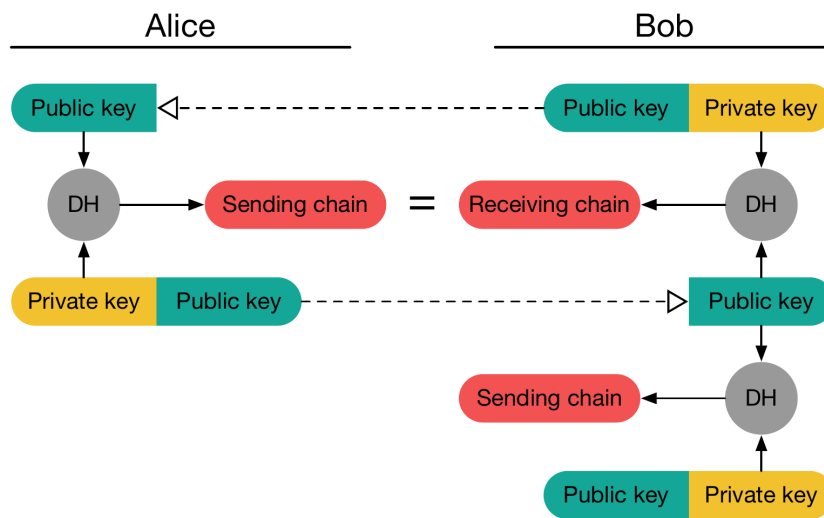 Alice
Bob
Public key
Public key
Private key
DH
Sending chain
=
Receiving chain
DH
Private key
Public key
Public key
Sending chain
DH
Public key
Private key